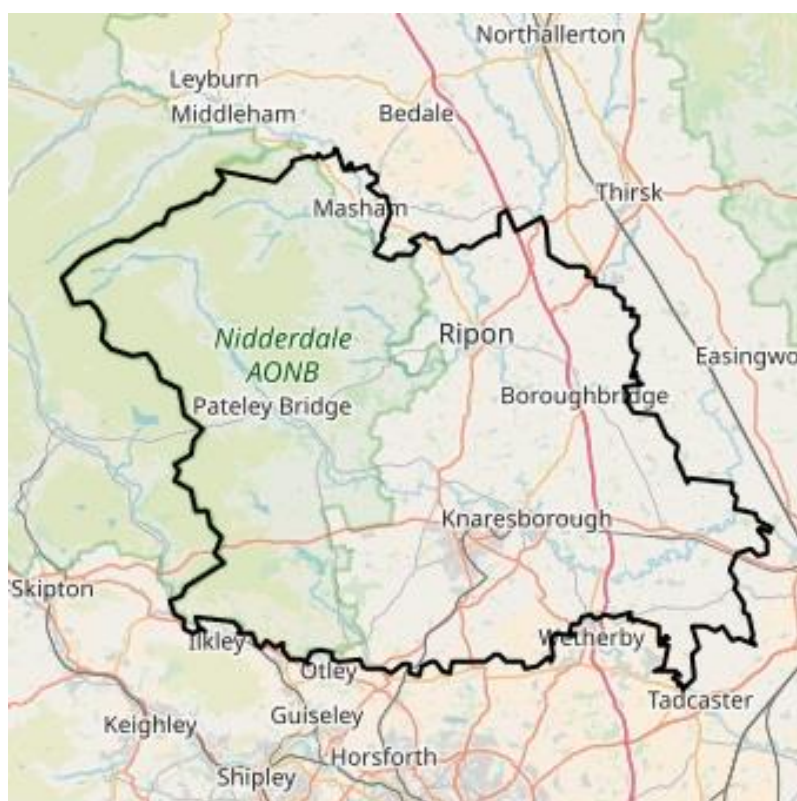 Northallerton
Leyburn
Middleham
Bedale
Masham
Thirsk
Nidderdale
AONB
Ripon
Easingwo
Pateley Bridge
Boroughbridge
Knaresborough
Skipton
Ilkley
Wetherby
Otley
Tadcaster
Keighley
Guiseley
Horsforth
Shipley